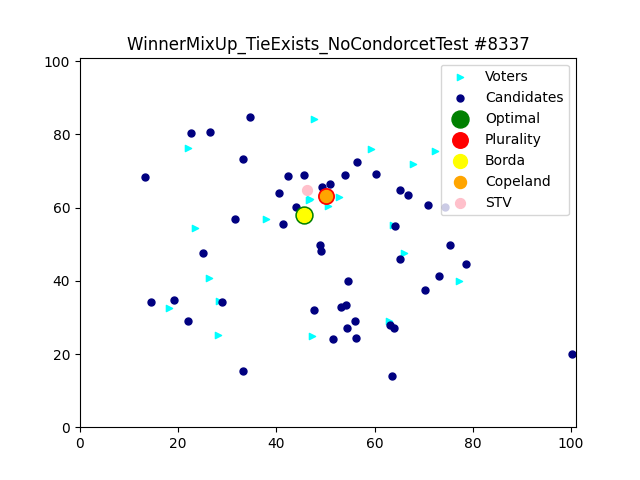 WinnerMixUp_TieExists_NoCondorcetTest #8337
100
80
60
40
20
0
0
20
40
60
80
100
Voters
Candidates
Optimal
Plurality
Borda
Copeland
STV